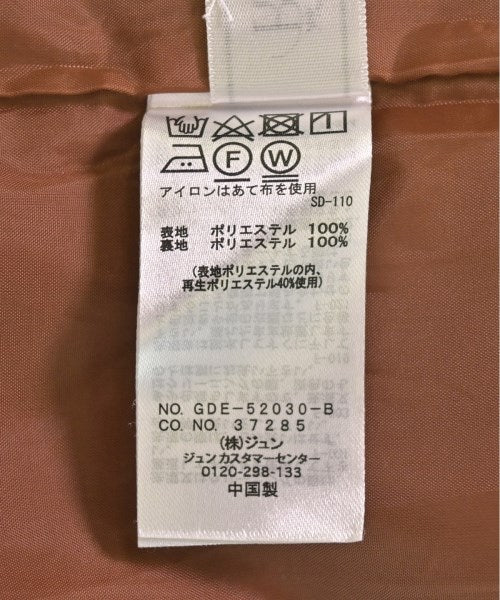 F W
アイロンはあて布を使用
SD-110
表地 ポリエステル 100%
裏地 ポリエステル 100%
(表地ポリエステルの内、
再生ポリエステル40%使用)
NO. GDE-52030-B
CO. NO. 37285
(株)ジュン
ジュンカスタマーセンター
0120-298-133
中国製